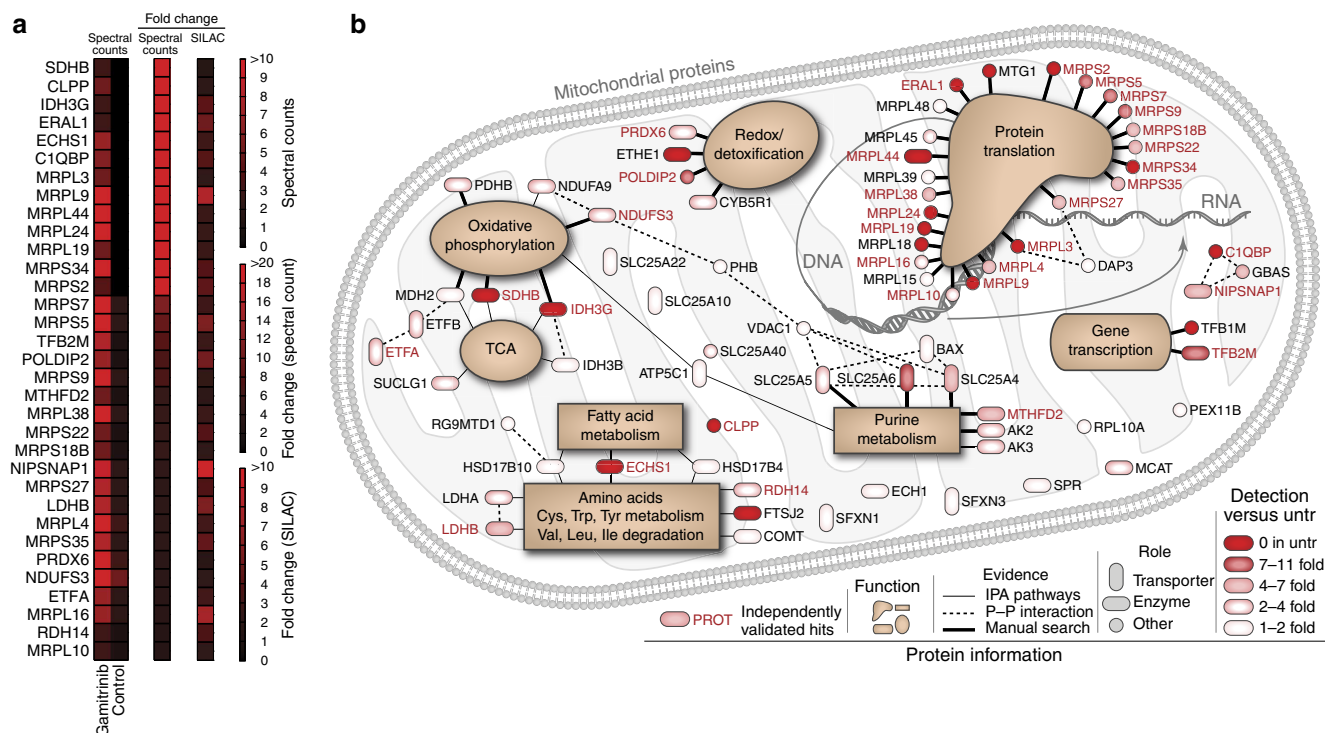 a
Fold change
Spectral
counts
Spectral
counts
SILAC
SDHB
CLPP
IDH3G
ERAL1
ECHS1
C1QBP
MRPL3
MRPL9
MRPL44
MRPL24
MRPL19
MRPS34
MRPS2
MRPS7
MRPS5
TFB2M
POLDIP2
MRPS9
MTHFD2
MRPL38
MRPS22
MRPS18B
NIPSNAP1
MRPS27
LDHB
MRPL4
MRPS35
PRDX6
NDUFS3
ETFA
MRPL16
RDH14
MRPL10
Gamitrinib
Control
>10
9
8
7
6
5
4
3
2
1
0
Spectral counts
>20
18
16
14
12
10
8
6
4
2
0
Fold change (spectral count)
>10
9
8
7
6
5
4
3
2
1
0
Fold change (SILAC)
b
Mitochondrial proteins
PRDX6
ETHE1
POLDIP2
CYB5R1
Redox/
detoxification
ERAL1
MTG1
MRPS2
MRPS5
MRPS7
MRPS9
MRPS18B
MRPS22
MRPS34
MRPS35
MRPS27
MRPL48
MRPL45
MRPL44
MRPL39
MRPL38
MRPL24
MRPL19
MRPL18
MRPL16
MRPL15
MRPL10
MRPL9
MRPL4
MRPL3
DAP3
Protein
translation
DNA
RNA
C1QBP
GBAS
NIPSNAP1
PDHB
NDUFA9
NDUFS3
Oxidative
phosphorylation
SLC25A22
PHB
MDH2
SDHB
IDH3G
SLC25A10
ETFB
ETFA
TCA
VDAC1
BAX
SLC25A40
IDH3B
ATP5C1
SUCLG1
SLC25A5
SLC25A6
SLC25A4
Gene
transcription
TFB1M
TFB2M
Purine
metabolism
MTHFD2
AK2
AK3
PEX11B
RPL10A
RG9MTD1
Fatty acid
metabolism
CLPP
HSD17B10
ECHS1
HSD17B4
MCAT
LDHA
LDHB
Amino acids
Cys, Trp, Tyr metabolism
Val, Leu, Ile degradation
RDH14
FTSJ2
COMT
ECH1
SFXN1
SFXN3
SPR
Detection
versus untr
0 in untr
7–11 fold
4–7 fold
2–4 fold
1–2 fold
Role
Transporter
Enzyme
Other
Evidence
IPA pathways
P–P interaction
Manual search
Function
PROT
Independently
validated hits
Protein information